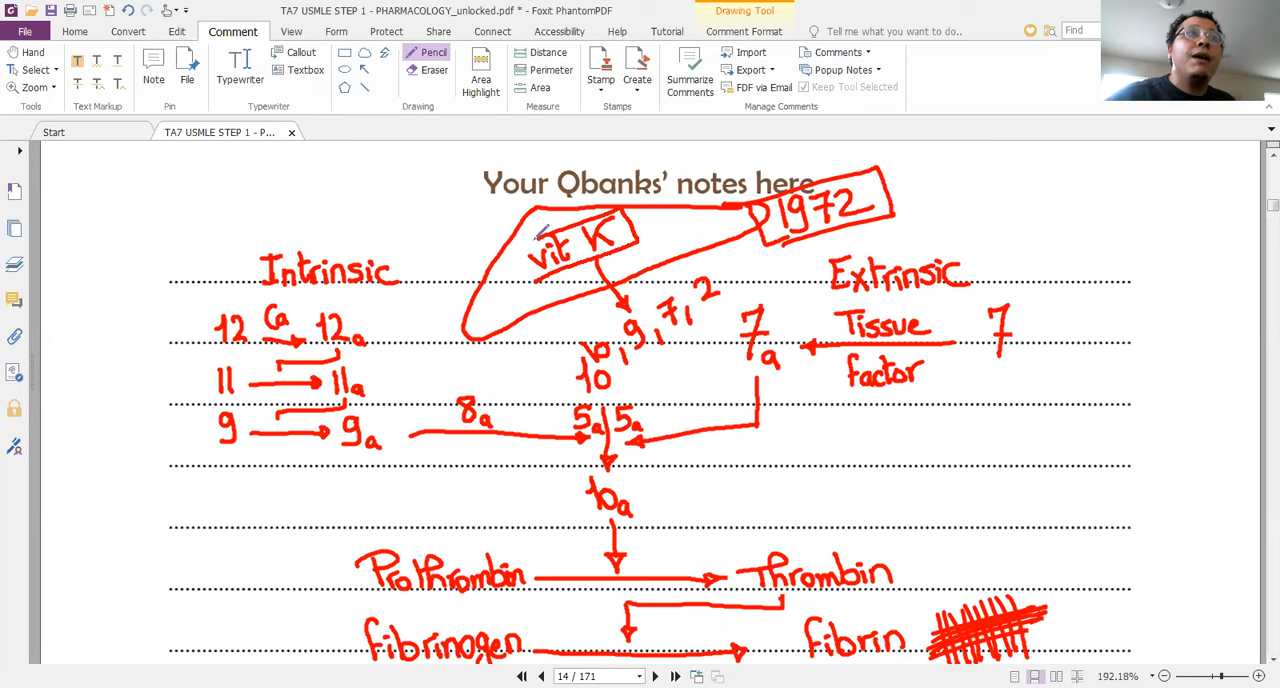 TA7 USMLE STEP 1 - PHARMACOLOGY_unlocked.pdf * - Foxit PhantomPDF
Drawing Tool
File Home Convert Edit Comment View Form Protect Share Connect Accessibility Help Tutorial Comment Format Tell me what you want to do.. Find
Hand
Select
Zoom
Tools
T T T
T T T
Text Markup
Note
File
Pin
Typewriter
Callout
Textbox
Typewriter
Pencil
Eraser
Drawing
Area Highlight
Distance
Perimeter
Area
Measure
Stamp
Create
Stamps
Summarize Comments
Import
Export
FDF via Email
Comments
Popup Notes
Keep Tool Selected
Manage Comments
Start
TA7 USMLE STEP 1 - P...
Your Qbanks' notes here
1972
vit K
Intrinsic
Extrinsic
12 Ca 12a
10, 9, 7, 2
7a
Tissue factor
7
11 11a
10
9 9a
8a
5a 5a
10a
Prothrombin Thrombin
fibrinogen fibrin
14 / 171
192.18%